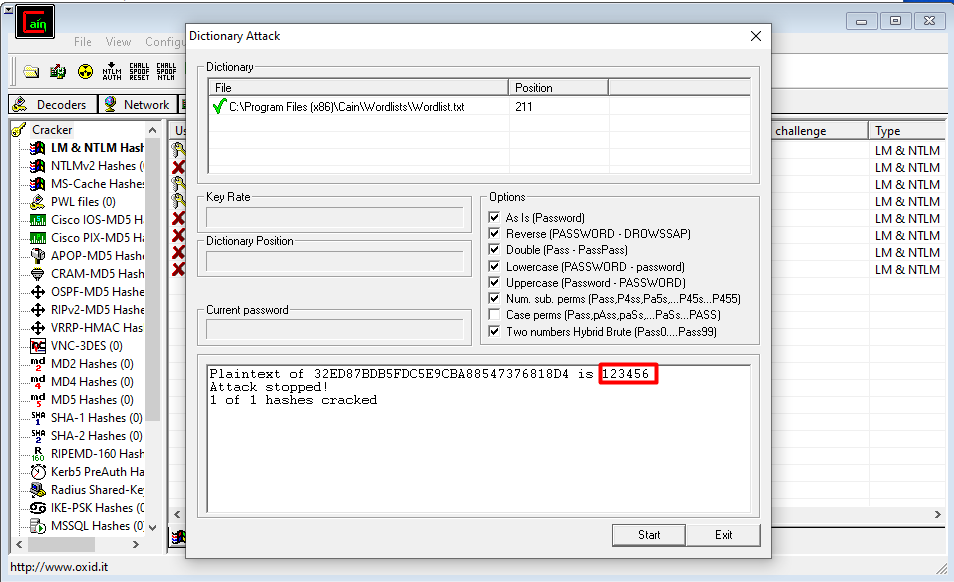 Cain
File View Configu
NTLM AUTH
CHALL SPOOF RESET
CHALL SPOOF NTLM
Decoders Network
Cracker
LM & NTLM Hash
NTLMv2 Hashes (
MS-Cache Hashes
PWL files (0)
Cisco IOS-MD5 H
Cisco PIX-MD5 H
APOP-MD5 Hashe
CRAM-MD5 Hash
OSPF-MD5 Hashe
RIPv2-MD5 Hashe
VRRP-HMAC Has
VNC-3DES (0)
MD2 Hashes (0)
MD4 Hashes (0)
MD5 Hashes (0)
SHA-1 Hashes (0)
SHA-2 Hashes (0)
RIPEMD-160 Hash
Kerb5 PreAuth Ha
Radius Shared-Key
IKE-PSK Hashes (0
MSSQL Hashes (0)
http://www.oxid.it
Us
Dictionary Attack
Dictionary
File Position
C:\Program Files (x86)\Cain\Wordlists\Wordlist.txt 211
Key Rate
Dictionary Position
Current password
Options
As Is (Password)
Reverse (PASSWORD - DROWSSAP)
Double (Pass - PassPass)
Lowercase (PASSWORD - password)
Uppercase (Password - PASSWORD)
Num. sub. perms (Pass,P4ss,Pa5s,...P45s...P455)
Case perms (Pass,pAss,paSs,...PaSs...PASS)
Two numbers Hybrid Brute (Pass0....Pass99)
Plaintext of 32ED87BDB5FDC5E9CBA88547376818D4 is 123456
Attack stopped!
1 of 1 hashes cracked
Start Exit
challenge Type
LM & NTLM
LM & NTLM
LM & NTLM
LM & NTLM
LM & NTLM
LM & NTLM
LM & NTLM
LM & NTLM